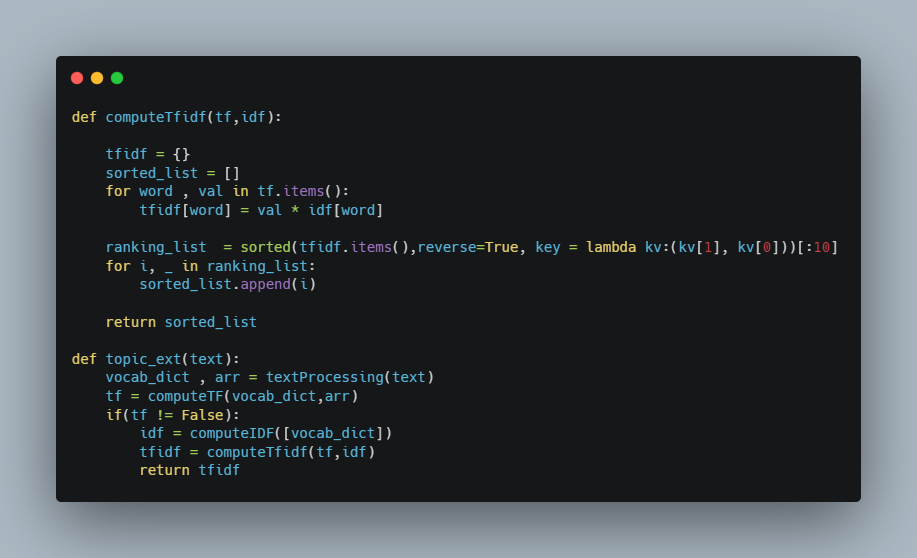 def computeTfidf(tf,idf):
    tfidf = {}
    sorted_list = []
    for word , val in tf.items():
        tfidf[word] = val * idf[word]
    ranking_list  = sorted(tfidf.items(),reverse=True, key = lambda kv:(kv[1], kv[0]))[:10]
    for i, _ in ranking_list:
        sorted_list.append(i)
    return sorted_list
def topic_ext(text):
    vocab_dict , arr = textProcessing(text)
    tf = computeTF(vocab_dict,arr)
    if(tf != False):
        idf = computeIDF([vocab_dict])
        tfidf = computeTfidf(tf,idf)
        return tfidf